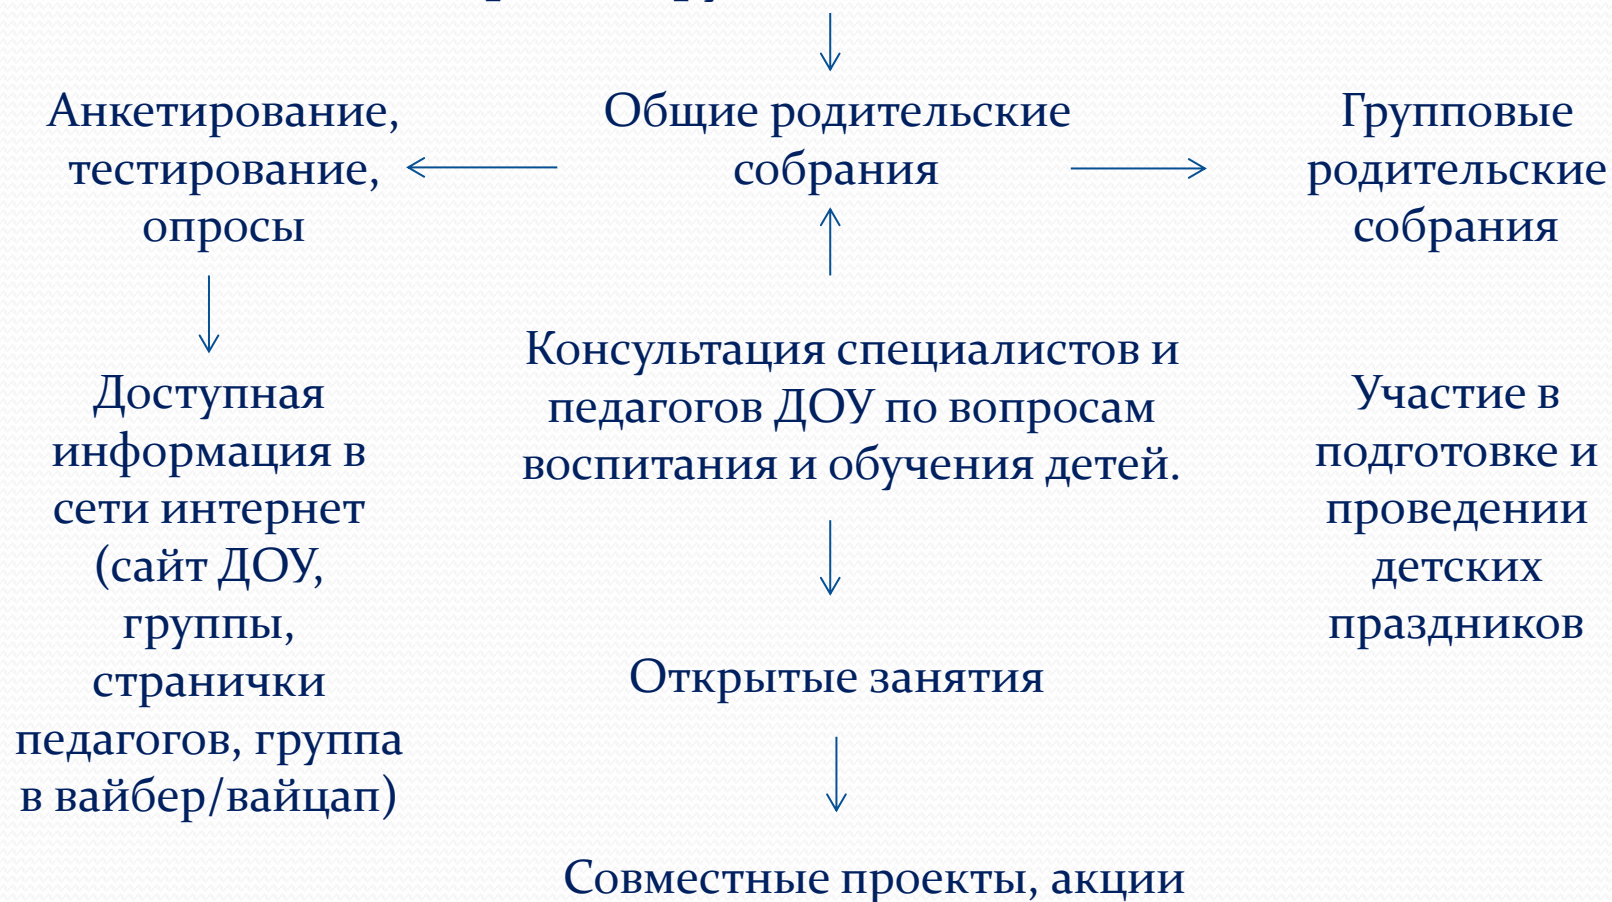 Анкетирование,
тестирование,
опросы
Общие родительские
собрания
Групповые
родительские
собрания
Доступная
информация в
сети интернет
(сайт ДОУ,
группы,
странички
педагогов, группа
в вайбер/вайцап)
Консультация специалистов и
педагогов ДОУ по вопросам
воспитания и обучения детей.
Участие в
подготовке и
проведении
детских
праздников
Открытые занятия
Совместные проекты, акции